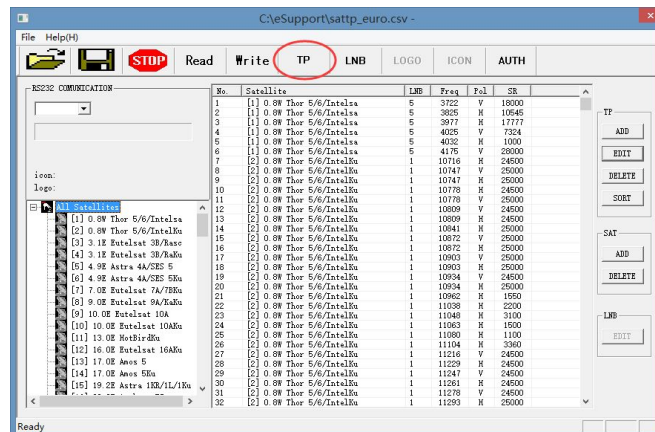 C:\eSupport\sattp_euro.csv -
File Help(H)
STOP Read Write TP LNB LOGO ICON AUTH
RS232 COMUNICATION
icon:
logo:
All Satellites
[1] 0.8W Thor 5/6/Intelsa
[2] 0.8W Thor 5/6/IntelKu
[3] 3.1E Eutelsat 3B/Rasc
[4] 3.1E Eutelsat 3B/RaKu
[5] 4.9E Astra 4A/SES 5
[6] 4.9E Astra 4A/SES 5Ku
[7] 7.0E Eutelsat 7A/7BKu
[8] 9.0E Eutelsat 9A/KaKu
[9] 10.0E Eutelsat 10A
[10] 10.0E Eutelsat 10AKu
[11] 13.0E HotBirdKu
[12] 16.0E Eutelsat 16AKu
[13] 17.0E Amos 5
[14] 17.0E Amos 5Ku
[15] 19.2E Astra 1KR/1L/1Ku
No. Satellite LNB Freq Pol SR
1 [1] 0.8W Thor 5/6/Intelsa 5 3722 V 18000
2 [1] 0.8W Thor 5/6/Intelsa 5 3825 H 10545
3 [1] 0.8W Thor 5/6/Intelsa 5 3977 H 17777
4 [1] 0.8W Thor 5/6/Intelsa 5 4025 V 7324
5 [1] 0.8W Thor 5/6/Intelsa 5 4032 H 1000
6 [1] 0.8W Thor 5/6/Intelsa 5 4175 V 28000
7 [2] 0.8W Thor 5/6/IntelKu 1 10716 H 24500
8 [2] 0.8W Thor 5/6/IntelKu 1 10747 V 25000
9 [2] 0.8W Thor 5/6/IntelKu 1 10747 H 25000
10 [2] 0.8W Thor 5/6/IntelKu 1 10778 H 24500
11 [2] 0.8W Thor 5/6/IntelKu 1 10778 V 25000
12 [2] 0.8W Thor 5/6/IntelKu 1 10809 V 24500
13 [2] 0.8W Thor 5/6/IntelKu 1 10809 H 24500
14 [2] 0.8W Thor 5/6/IntelKu 1 10841 H 25000
15 [2] 0.8W Thor 5/6/IntelKu 1 10872 V 25000
16 [2] 0.8W Thor 5/6/IntelKu 1 10872 H 25000
17 [2] 0.8W Thor 5/6/IntelKu 1 10903 V 25000
18 [2] 0.8W Thor 5/6/IntelKu 1 10903 H 25000
19 [2] 0.8W Thor 5/6/IntelKu 1 10934 V 24500
20 [2] 0.8W Thor 5/6/IntelKu 1 10934 H 25000
21 [2] 0.8W Thor 5/6/IntelKu 1 10962 H 1550
22 [2] 0.8W Thor 5/6/IntelKu 1 11038 H 2200
23 [2] 0.8W Thor 5/6/IntelKu 1 11048 H 3100
24 [2] 0.8W Thor 5/6/IntelKu 1 11063 H 1500
25 [2] 0.8W Thor 5/6/IntelKu 1 11080 H 1100
26 [2] 0.8W Thor 5/6/IntelKu 1 11104 H 3360
27 [2] 0.8W Thor 5/6/IntelKu 1 11216 V 24500
28 [2] 0.8W Thor 5/6/IntelKu 1 11229 H 24500
29 [2] 0.8W Thor 5/6/IntelKu 1 11247 V 24500
30 [2] 0.8W Thor 5/6/IntelKu 1 11261 H 24500
31 [2] 0.8W Thor 5/6/IntelKu 1 11278 V 24500
32 [2] 0.8W Thor 5/6/IntelKu 1 11293 H 25000
TP
ADD
EDIT
DELETE
SORT
SAT
ADD
DELETE
LNB
EDIT
Ready